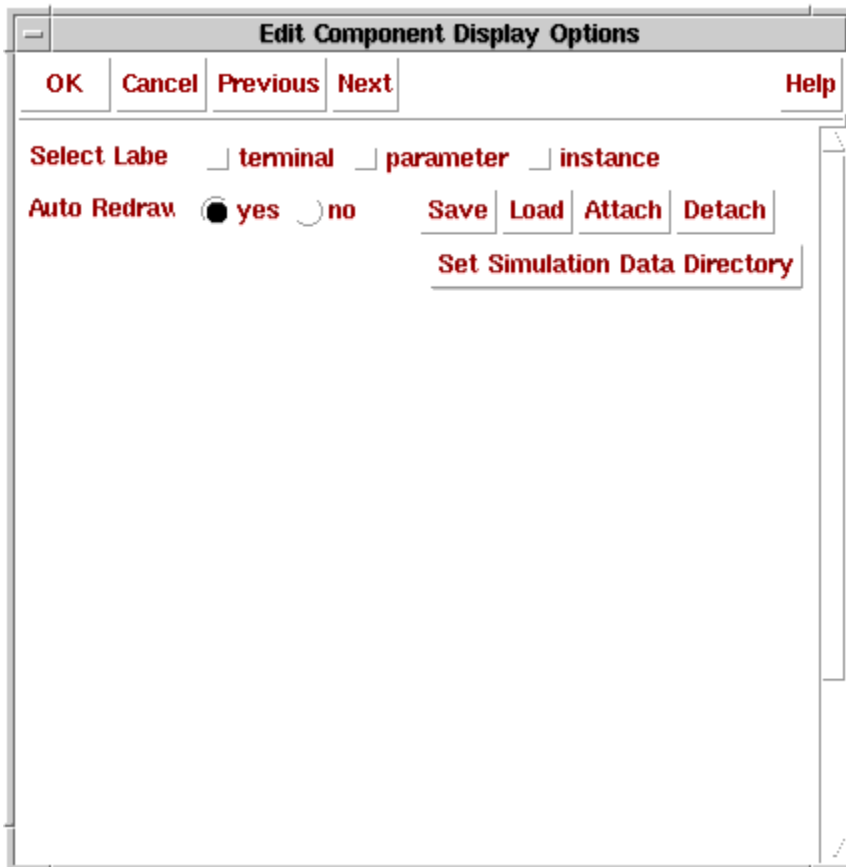 Edit Component Display Options
OK Cancel Previous Next Help
Select Labe terminal parameter instance
Auto Redraw yes no Save Load Attach Detach
Set Simulation Data Directory